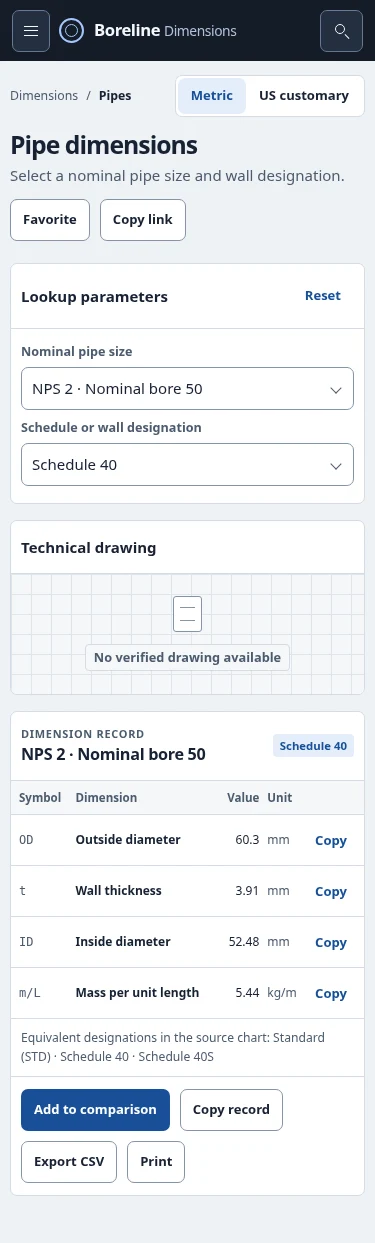 Boreline Dimensions
Dimensions / Pipes
Metric
US customary
Pipe dimensions
Select a nominal pipe size and wall designation.
Favorite
Copy link
Lookup parameters
Reset
Nominal pipe size
NPS 2 · Nominal bore 50
Schedule or wall designation
Schedule 40
Technical drawing
No verified drawing available
DIMENSION RECORD
NPS 2 · Nominal bore 50
Schedule 40
Symbol Dimension Value Unit
OD Outside diameter 60.3 mm Copy
t Wall thickness 3.91 mm Copy
ID Inside diameter 52.48 mm Copy
m/L Mass per unit length 5.44 kg/m Copy
Equivalent designations in the source chart: Standard
(STD) · Schedule 40 · Schedule 40S
Add to comparison
Copy record
Export CSV
Print